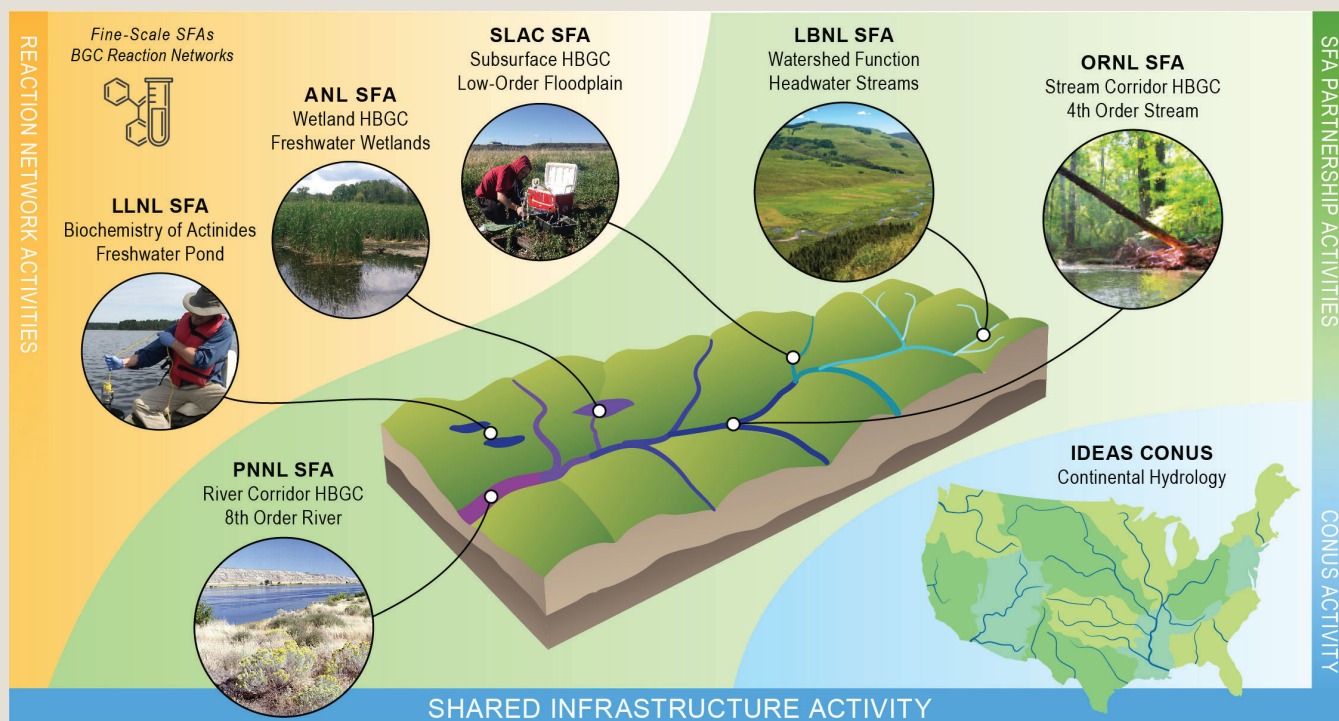 REACTION NETWORK ACTIVITIES
Fine-Scale SFAs
BGC Reaction Networks
LLNL SFA
Biochemistry of Actinides
Freshwater Pond
ANL SFA
Wetland HBGC
Freshwater Wetlands
SLAC SFA
Subsurface HBGC
Low-Order Floodplain
LBNL SFA
Watershed Function
Headwater Streams
ORNL SFA
Stream Corridor HBGC
4th Order Stream
SFA PARTNERSHIP ACTIVITIES
PNNL SFA
River Corridor HBGC
8th Order River
IDEAS CONUS
Continental Hydrology
CONUS ACTIVITY
SHARED INFRASTRUCTURE ACTIVITY